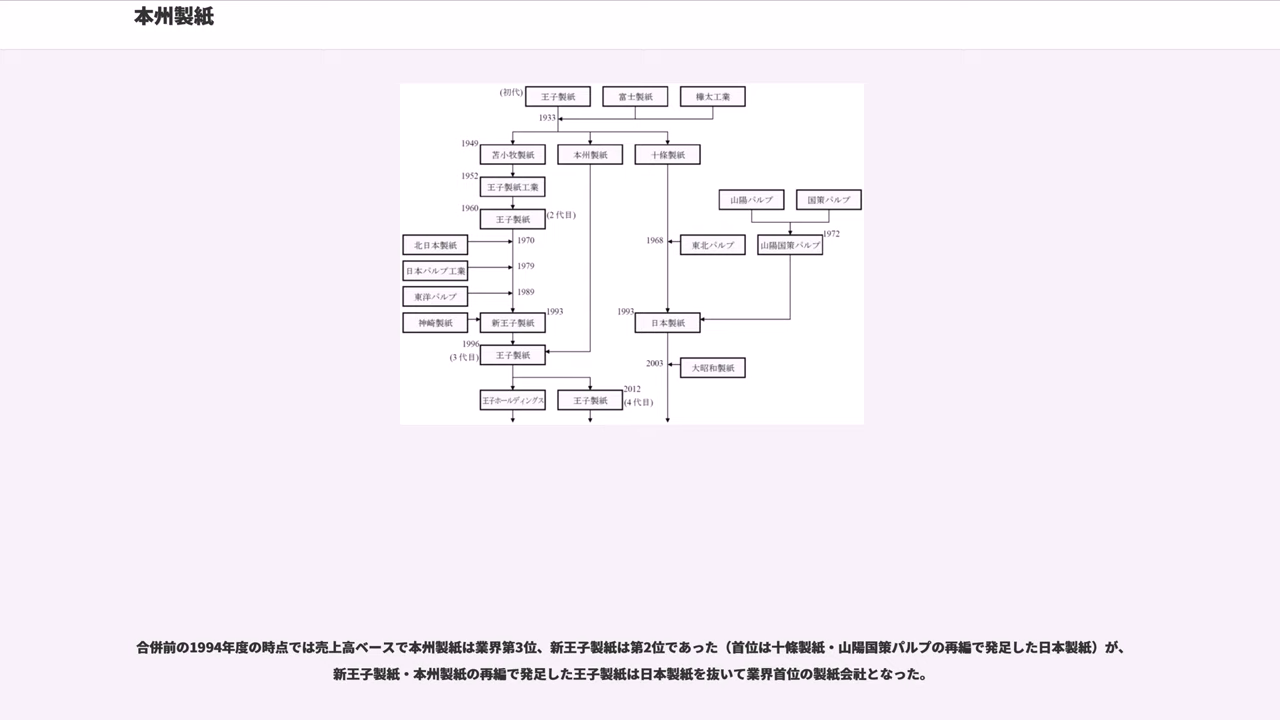 本州製紙
(初代) 王子製紙 富士製紙 樺太工業
1933
1949 苫小牧製紙 本州製紙 十條製紙
1952 王子製紙工業
1960 王子製紙 (2代目)
山陽パルプ 国策パルプ
北日本製紙 1970 1968 東北パルプ 山陽国策パルプ 1972
日本パルプ工業 1979
東洋パルプ 1989
神崎製紙 新王子製紙 1993 1993 日本製紙
1996 (3代目) 王子製紙
2003 大昭和製紙
王子ホールディングス 王子製紙 2012 (4代目)
合併前の1994年度の時点では売上高ベースで本州製紙は業界第3位、新王子製紙は第2位であった（首位は十條製紙・山陽国策パルプの再編で発足した日本製紙）が、
新王子製紙・本州製紙の再編で発足した王子製紙は日本製紙を抜いて業界首位の製紙会社となった。